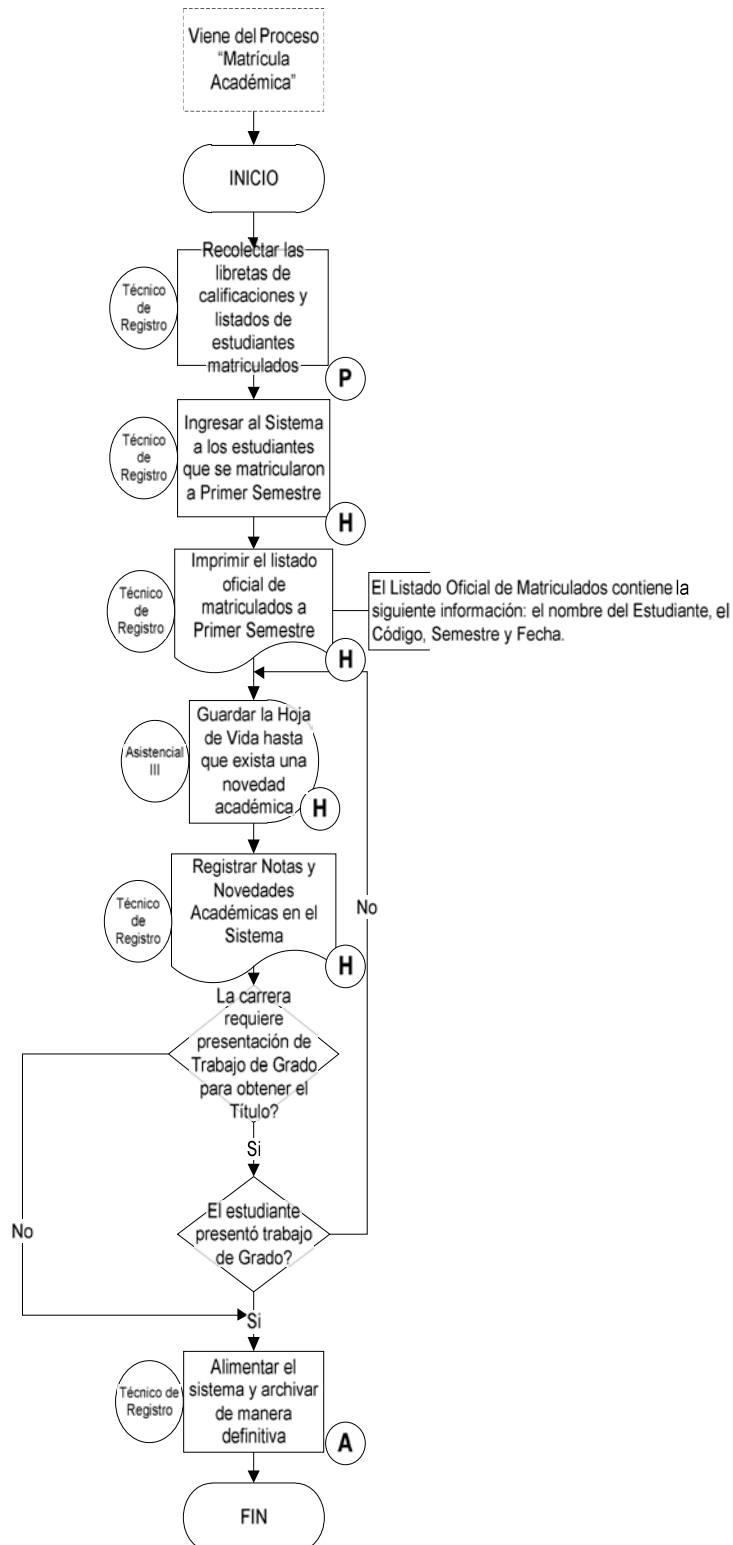 Viene del Proceso
“Matrícula
Académica”
INICIO
Recolectar las
libretas de
calificaciones y
listados de
estudiantes
matriculados
Técnico
de
Registro
P
Ingresar al Sistema
a los estudiantes
que se matricularon
a Primer Semestre
Técnico
de
Registro
H
Imprimir el listado
oficial de
matriculados a
Primer Semestre
Técnico
de
Registro
H
El Listado Oficial de Matriculados contiene la
siguiente información: el nombre del Estudiante, el
Código, Semestre y Fecha.
Guardar la Hoja
de Vida hasta
que exista una
novedad
académica
Asistencial
III
H
Registrar Notas y
Novedades
Académicas en el
Sistema
Técnico
de
Registro
H
No
La carrera
requiere
presentación de
Trabajo de Grado
para obtener el
Título?
Si
El estudiante
presentó trabajo
de Grado?
No
Si
Alimentar el
sistema y archivar
de manera
definitiva
Técnico de
Registro
A
FIN